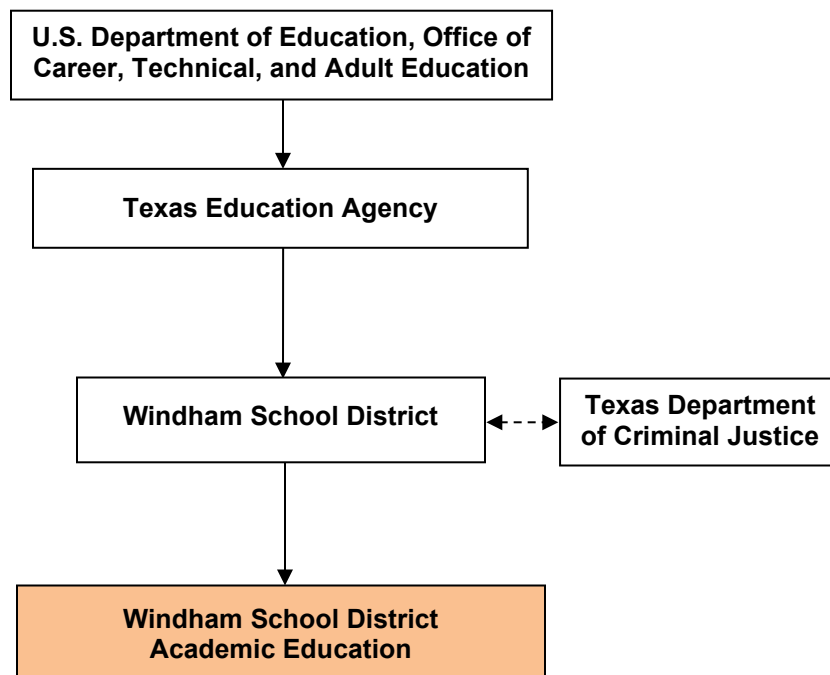 U.S. Department of Education, Office of
Career, Technical, and Adult Education
Texas Education Agency
Windham School District
Texas Department
of Criminal Justice
Windham School District
Academic Education